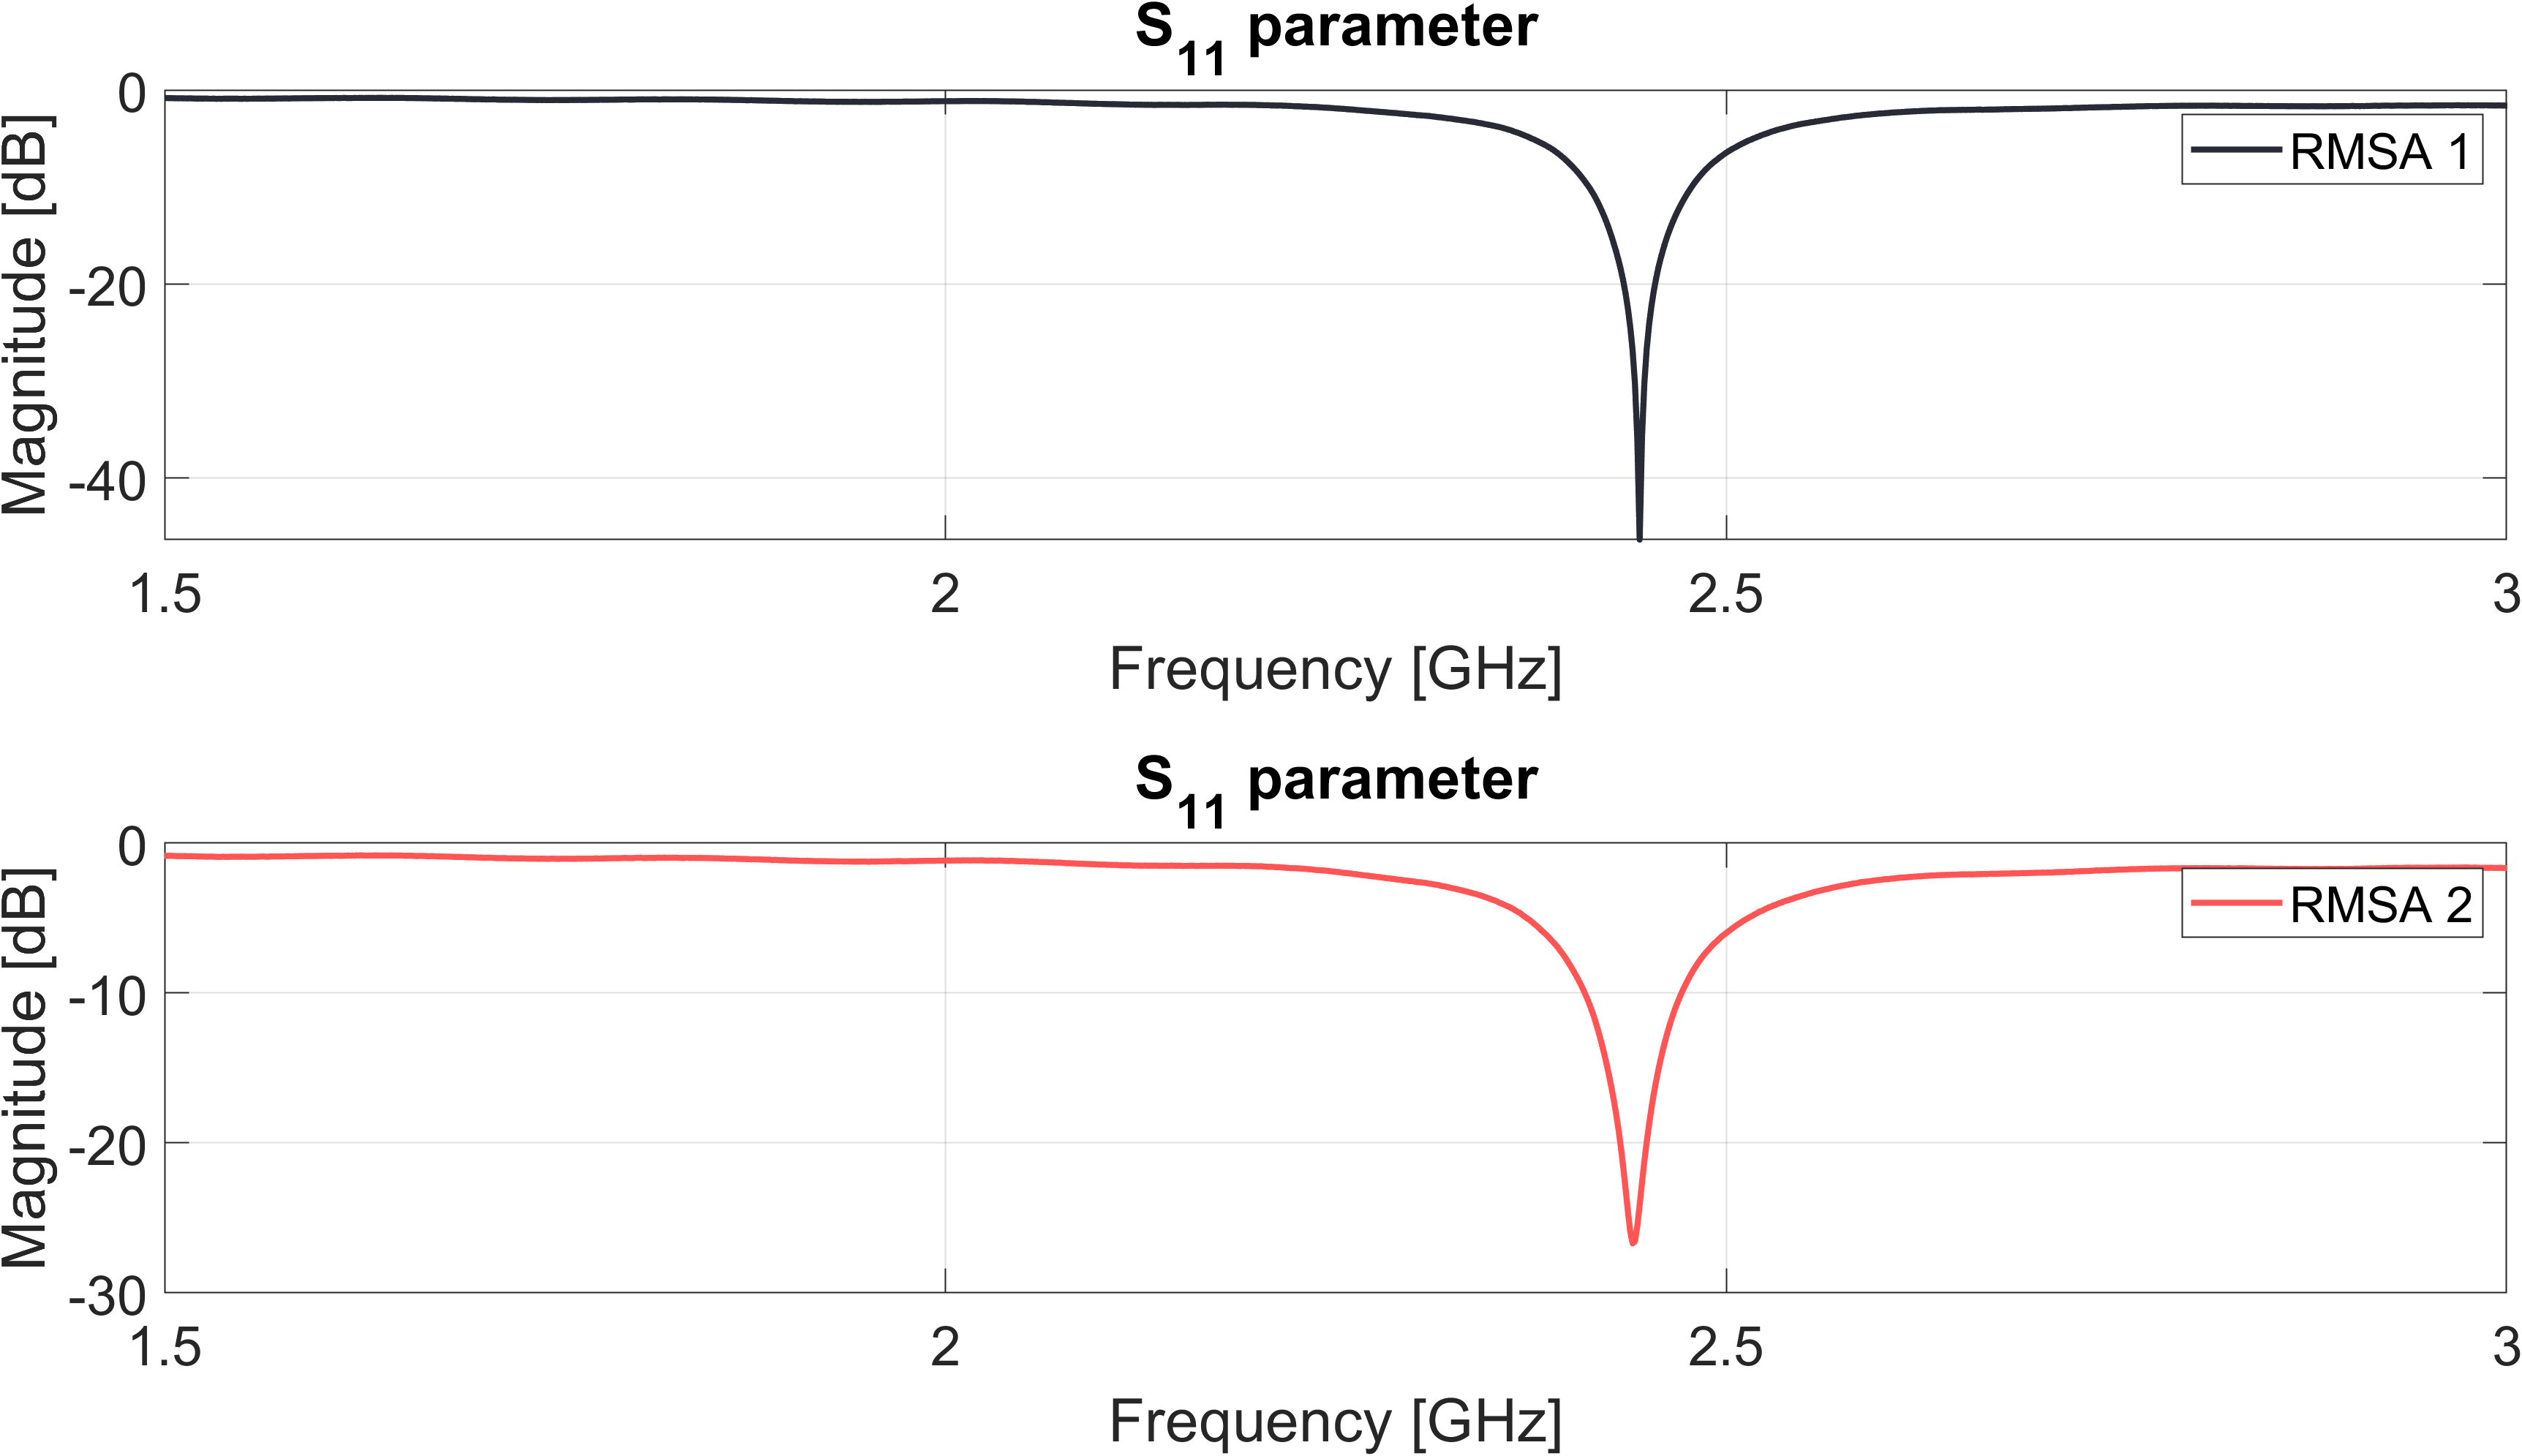 S11 parameter
Magnitude [dB]
0
-20
-40
RMSA 1
1.5 2 2.5 3
Frequency [GHz]
S11 parameter
Magnitude [dB]
0
-10
-20
-30
RMSA 2
1.5 2 2.5 3
Frequency [GHz]